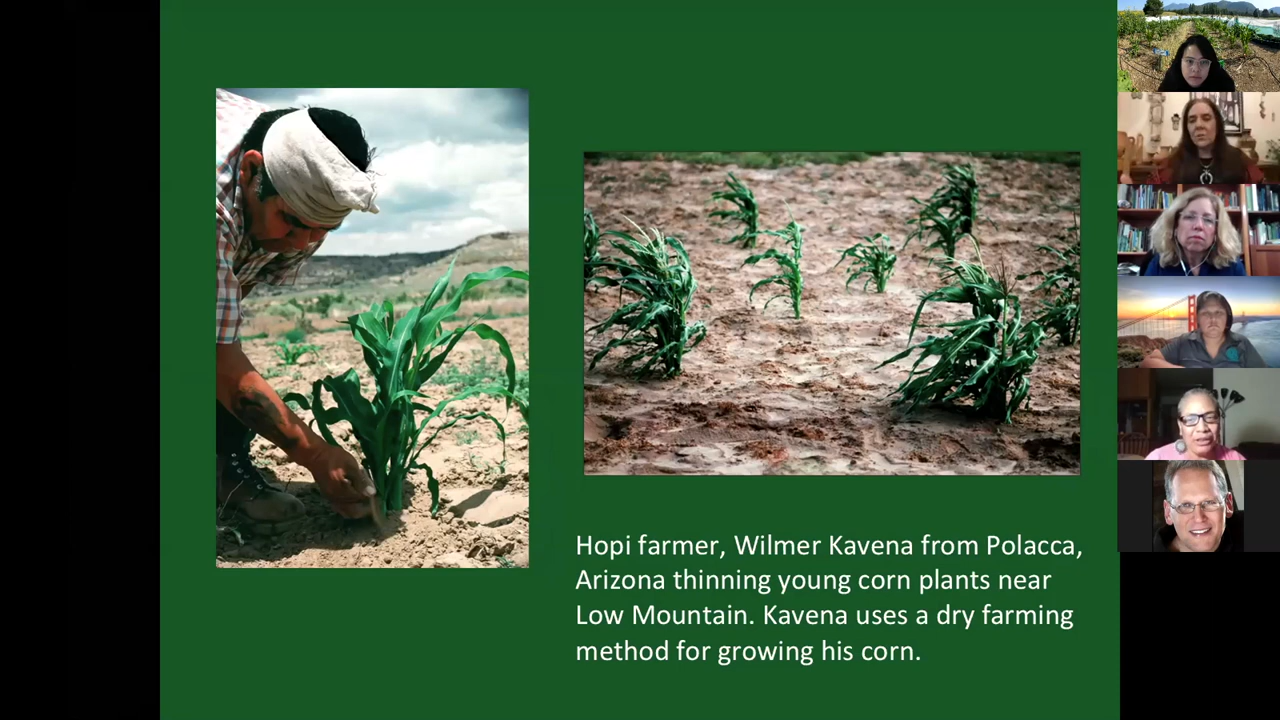 Hopi farmer, Wilmer Kavena from Polacca,
Arizona thinning young corn plants near
Low Mountain. Kavena uses a dry farming
method for growing his corn.